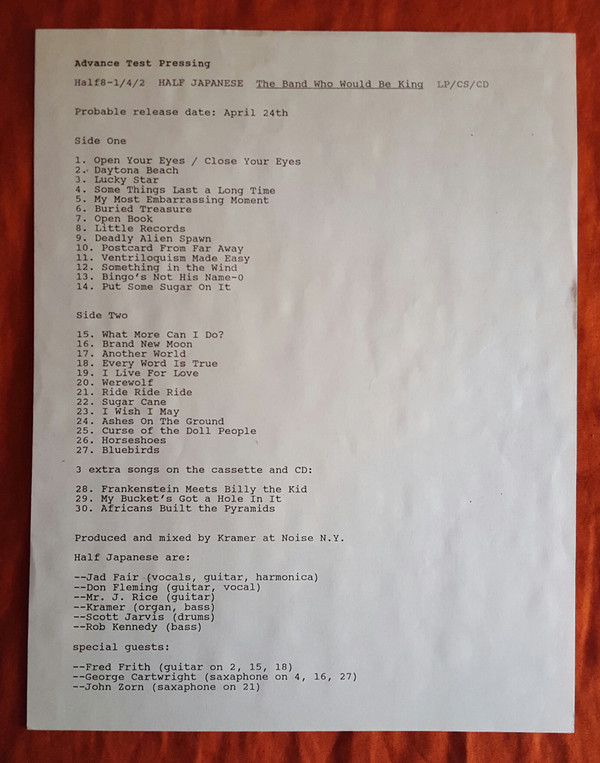 Advance Test Pressing
Half8-1/4/2 HALF JAPANESE The Band Who Would Be King LP/CS/CD
Probable release date: April 24th
Side One
1. Open Your Eyes / Close Your Eyes
2. Daytona Beach
3. Lucky Star
4. Some Things Last a Long Time
5. My Most Embarrassing Moment
6. Buried Treasure
7. Open Book
8. Little Records
9. Deadly Alien Spawn
10. Postcard From Far Away
11. Ventriloquism Made Easy
12. Something in the Wind
13. Bingo's Not His Name-O
14. Put Some Sugar On It
Side Two
15. What More Can I Do?
16. Brand New Moon
17. Another World
18. Every Word Is True
19. I Live For Love
20. Werewolf
21. Ride Ride Ride
22. Sugar Cane
23. I Wish I May
24. Ashes On The Ground
25. Curse of the Doll People
26. Horseshoes
27. Bluebirds
3 extra songs on the cassette and CD:
28. Frankenstein Meets Billy the Kid
29. My Bucket's Got a Hole In It
30. Africans Built the Pyramids
Produced and mixed by Kramer at Noise N.Y.
Half Japanese are:
--Jad Fair (vocals, guitar, harmonica)
--Don Fleming (guitar, vocal)
--Mr. J. Rice (guitar)
--Kramer (organ, bass)
--Scott Jarvis (drums)
--Rob Kennedy (bass)
special guests:
--Fred Frith (guitar on 2, 15, 18)
--George Cartwright (saxaphone on 4, 16, 27)
--John Zorn (saxaphone on 21)